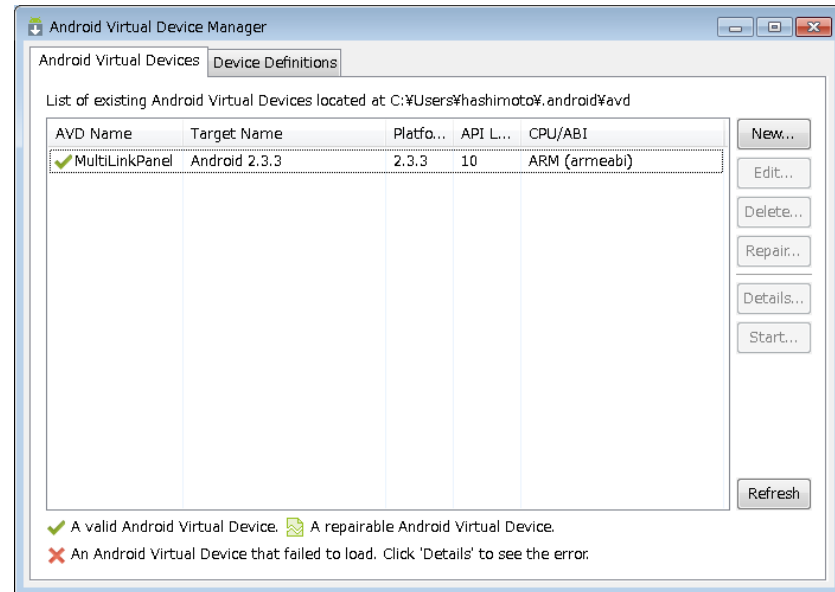 Android Virtual Device Manager
Android Virtual Devices Device Definitions
List of existing Android Virtual Devices located at C:¥Users¥hashimoto¥.android¥avd
AVD Name Target Name Platfo... API L... CPU/ABI
MultiLinkPanel Android 2.3.3 2.3.3 10 ARM (armeabi)
New...
Edit...
Delete...
Repair...
Details...
Start...
Refresh
A valid Android Virtual Device. A repairable Android Virtual Device.
An Android Virtual Device that failed to load. Click 'Details' to see the error.